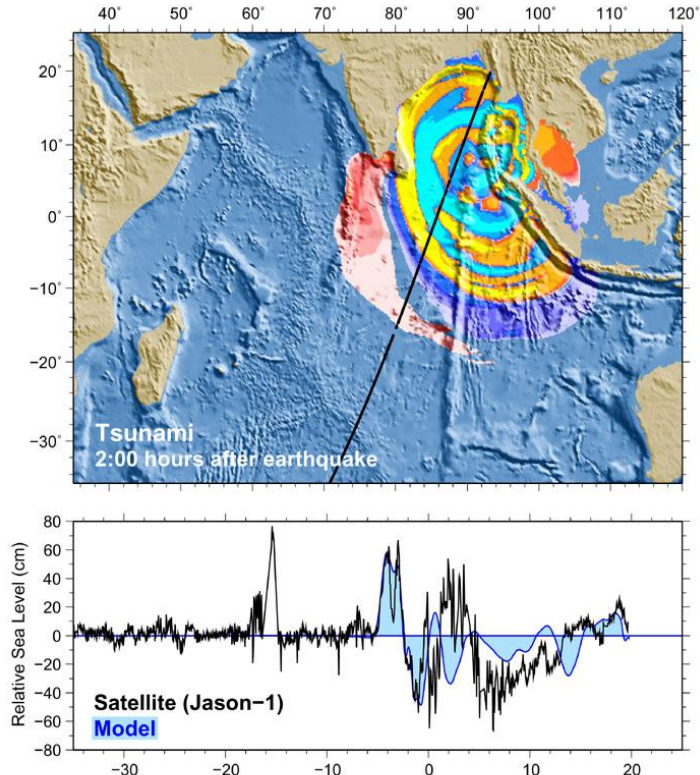 40° 50° 60° 70° 80° 90° 100° 110° 120°
20°
10°
0°
−10°
−20°
−30°
Tsunami
2:00 hours after earthquake
80
60
40
20
0
−20
−40
−60
−80
Relative Sea Level (cm)
Satellite (Jason−1)
Model
−30 −20 −10 0 10 20